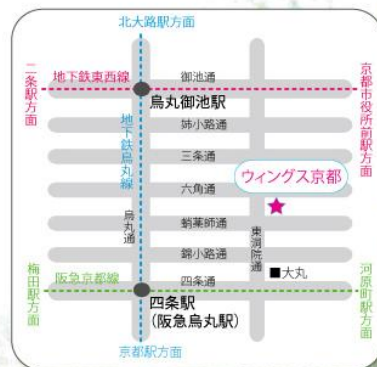 北大路駅方面
地下鉄東西線
御池通
二条駅方面
京都市役所前駅方面
烏丸御池駅
姉小路通
地下鉄烏丸線
三条通
ウィングス京都
六角通
烏丸通
蛸薬師通
東洞院通
錦小路通
梅田駅方面
阪急京都線
四条通
■大丸
河原町駅方面
四条駅
(阪急烏丸駅)
京都駅方面